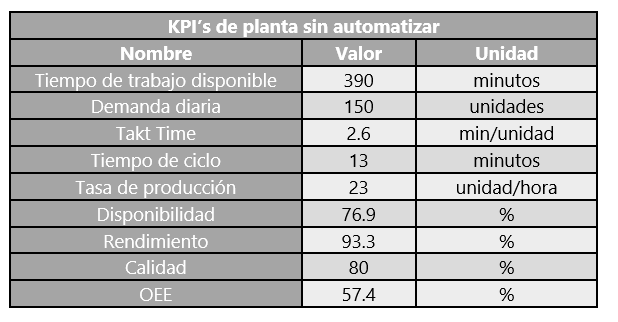 KPI’s de planta sin automatizar
Nombre Valor Unidad
Tiempo de trabajo disponible 390 minutos
Demanda diaria 150 unidades
Takt Time 2.6 min/unidad
Tiempo de ciclo 13 minutos
Tasa de producción 23 unidad/hora
Disponibilidad 76.9 %
Rendimiento 93.3 %
Calidad 80 %
OEE 57.4 %